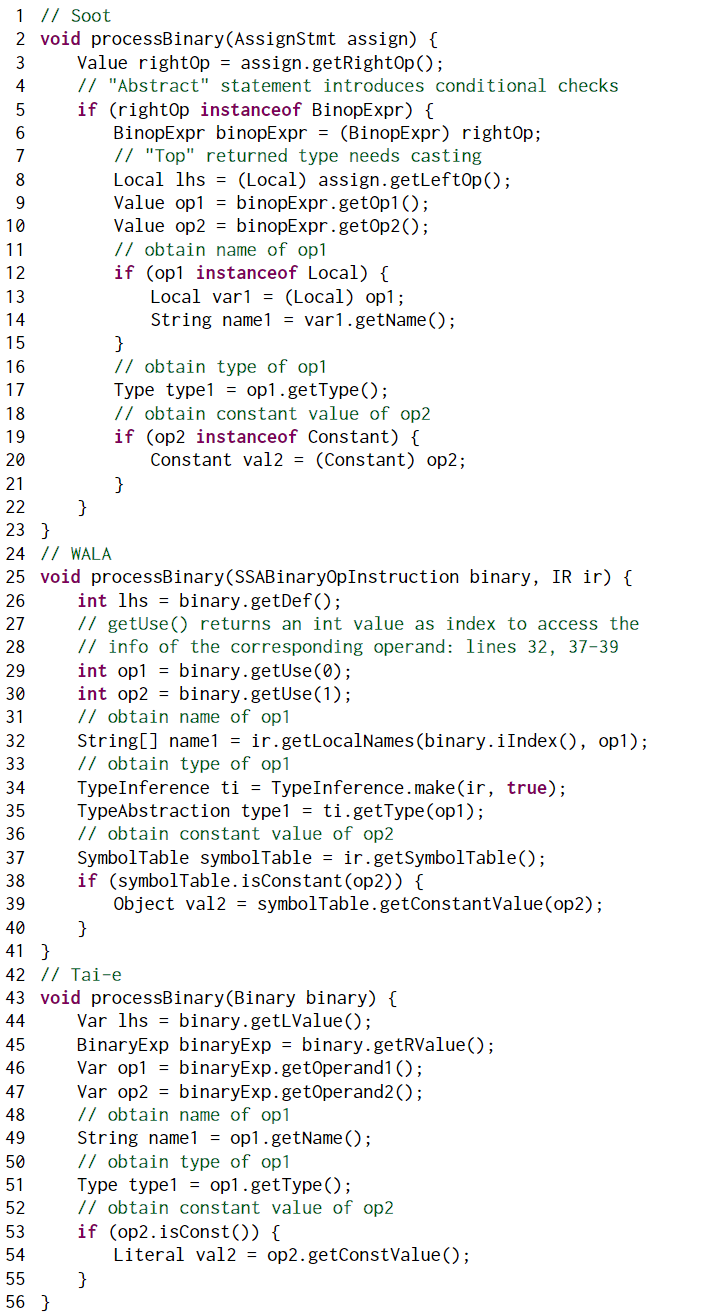 1 // Soot
2 void processBinary(AssignStmt assign) {
3     Value rightOp = assign.getRightOp();
4     // "Abstract" statement introduces conditional checks
5     if (rightOp instanceof BinopExpr) {
6         BinopExpr binopExpr = (BinopExpr) rightOp;
7         // "Top" returned type needs casting
8         Local lhs = (Local) assign.getLeftOp();
9         Value op1 = binopExpr.getOp1();
10         Value op2 = binopExpr.getOp2();
11         // obtain name of op1
12         if (op1 instanceof Local) {
13             Local var1 = (Local) op1;
14             String name1 = var1.getName();
15         }
16         // obtain type of op1
17         Type type1 = op1.getType();
18         // obtain constant value of op2
19         if (op2 instanceof Constant) {
20             Constant val2 = (Constant) op2;
21         }
22     }
23 }
24 // WALA
25 void processBinary(SSABinaryOpInstruction binary, IR ir) {
26     int lhs = binary.getDef();
27     // getUse() returns an int value as index to access the
28     // info of the corresponding operand: lines 32, 37-39
29     int op1 = binary.getUse(0);
30     int op2 = binary.getUse(1);
31     // obtain name of op1
32     String[] name1 = ir.getLocalNames(binary.iIndex(), op1);
33     // obtain type of op1
34     TypeInference ti = TypeInference.make(ir, true);
35     TypeAbstraction type1 = ti.getType(op1);
36     // obtain constant value of op2
37     SymbolTable symbolTable = ir.getSymbolTable();
38     if (symbolTable.isConstant(op2)) {
39         Object val2 = symbolTable.getConstantValue(op2);
40     }
41 }
42 // Tai-e
43 void processBinary(Binary binary) {
44     Var lhs = binary.getLValue();
45     BinaryExp binaryExp = binary.getRValue();
46     Var op1 = binaryExp.getOperand1();
47     Var op2 = binaryExp.getOperand2();
48     // obtain name of op1
49     String name1 = op1.getName();
50     // obtain type of op1
51     Type type1 = op1.getType();
52     // obtain constant value of op2
53     if (op2.isConst()) {
54         Literal val2 = op2.getConstValue();
55     }
56 }